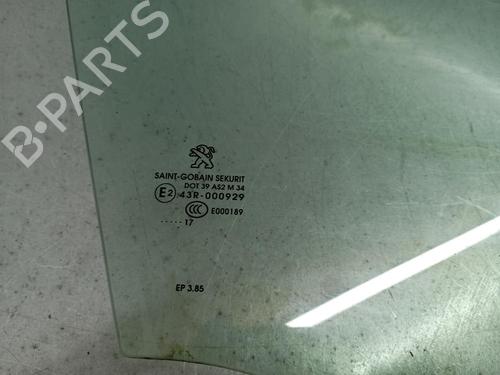 B-PARTS
SAINT-GOBAIN SEKURIT
DOT 39 AS2 M 34
E2 43R-000929
CCC E000189
..... 17
EP 3.85